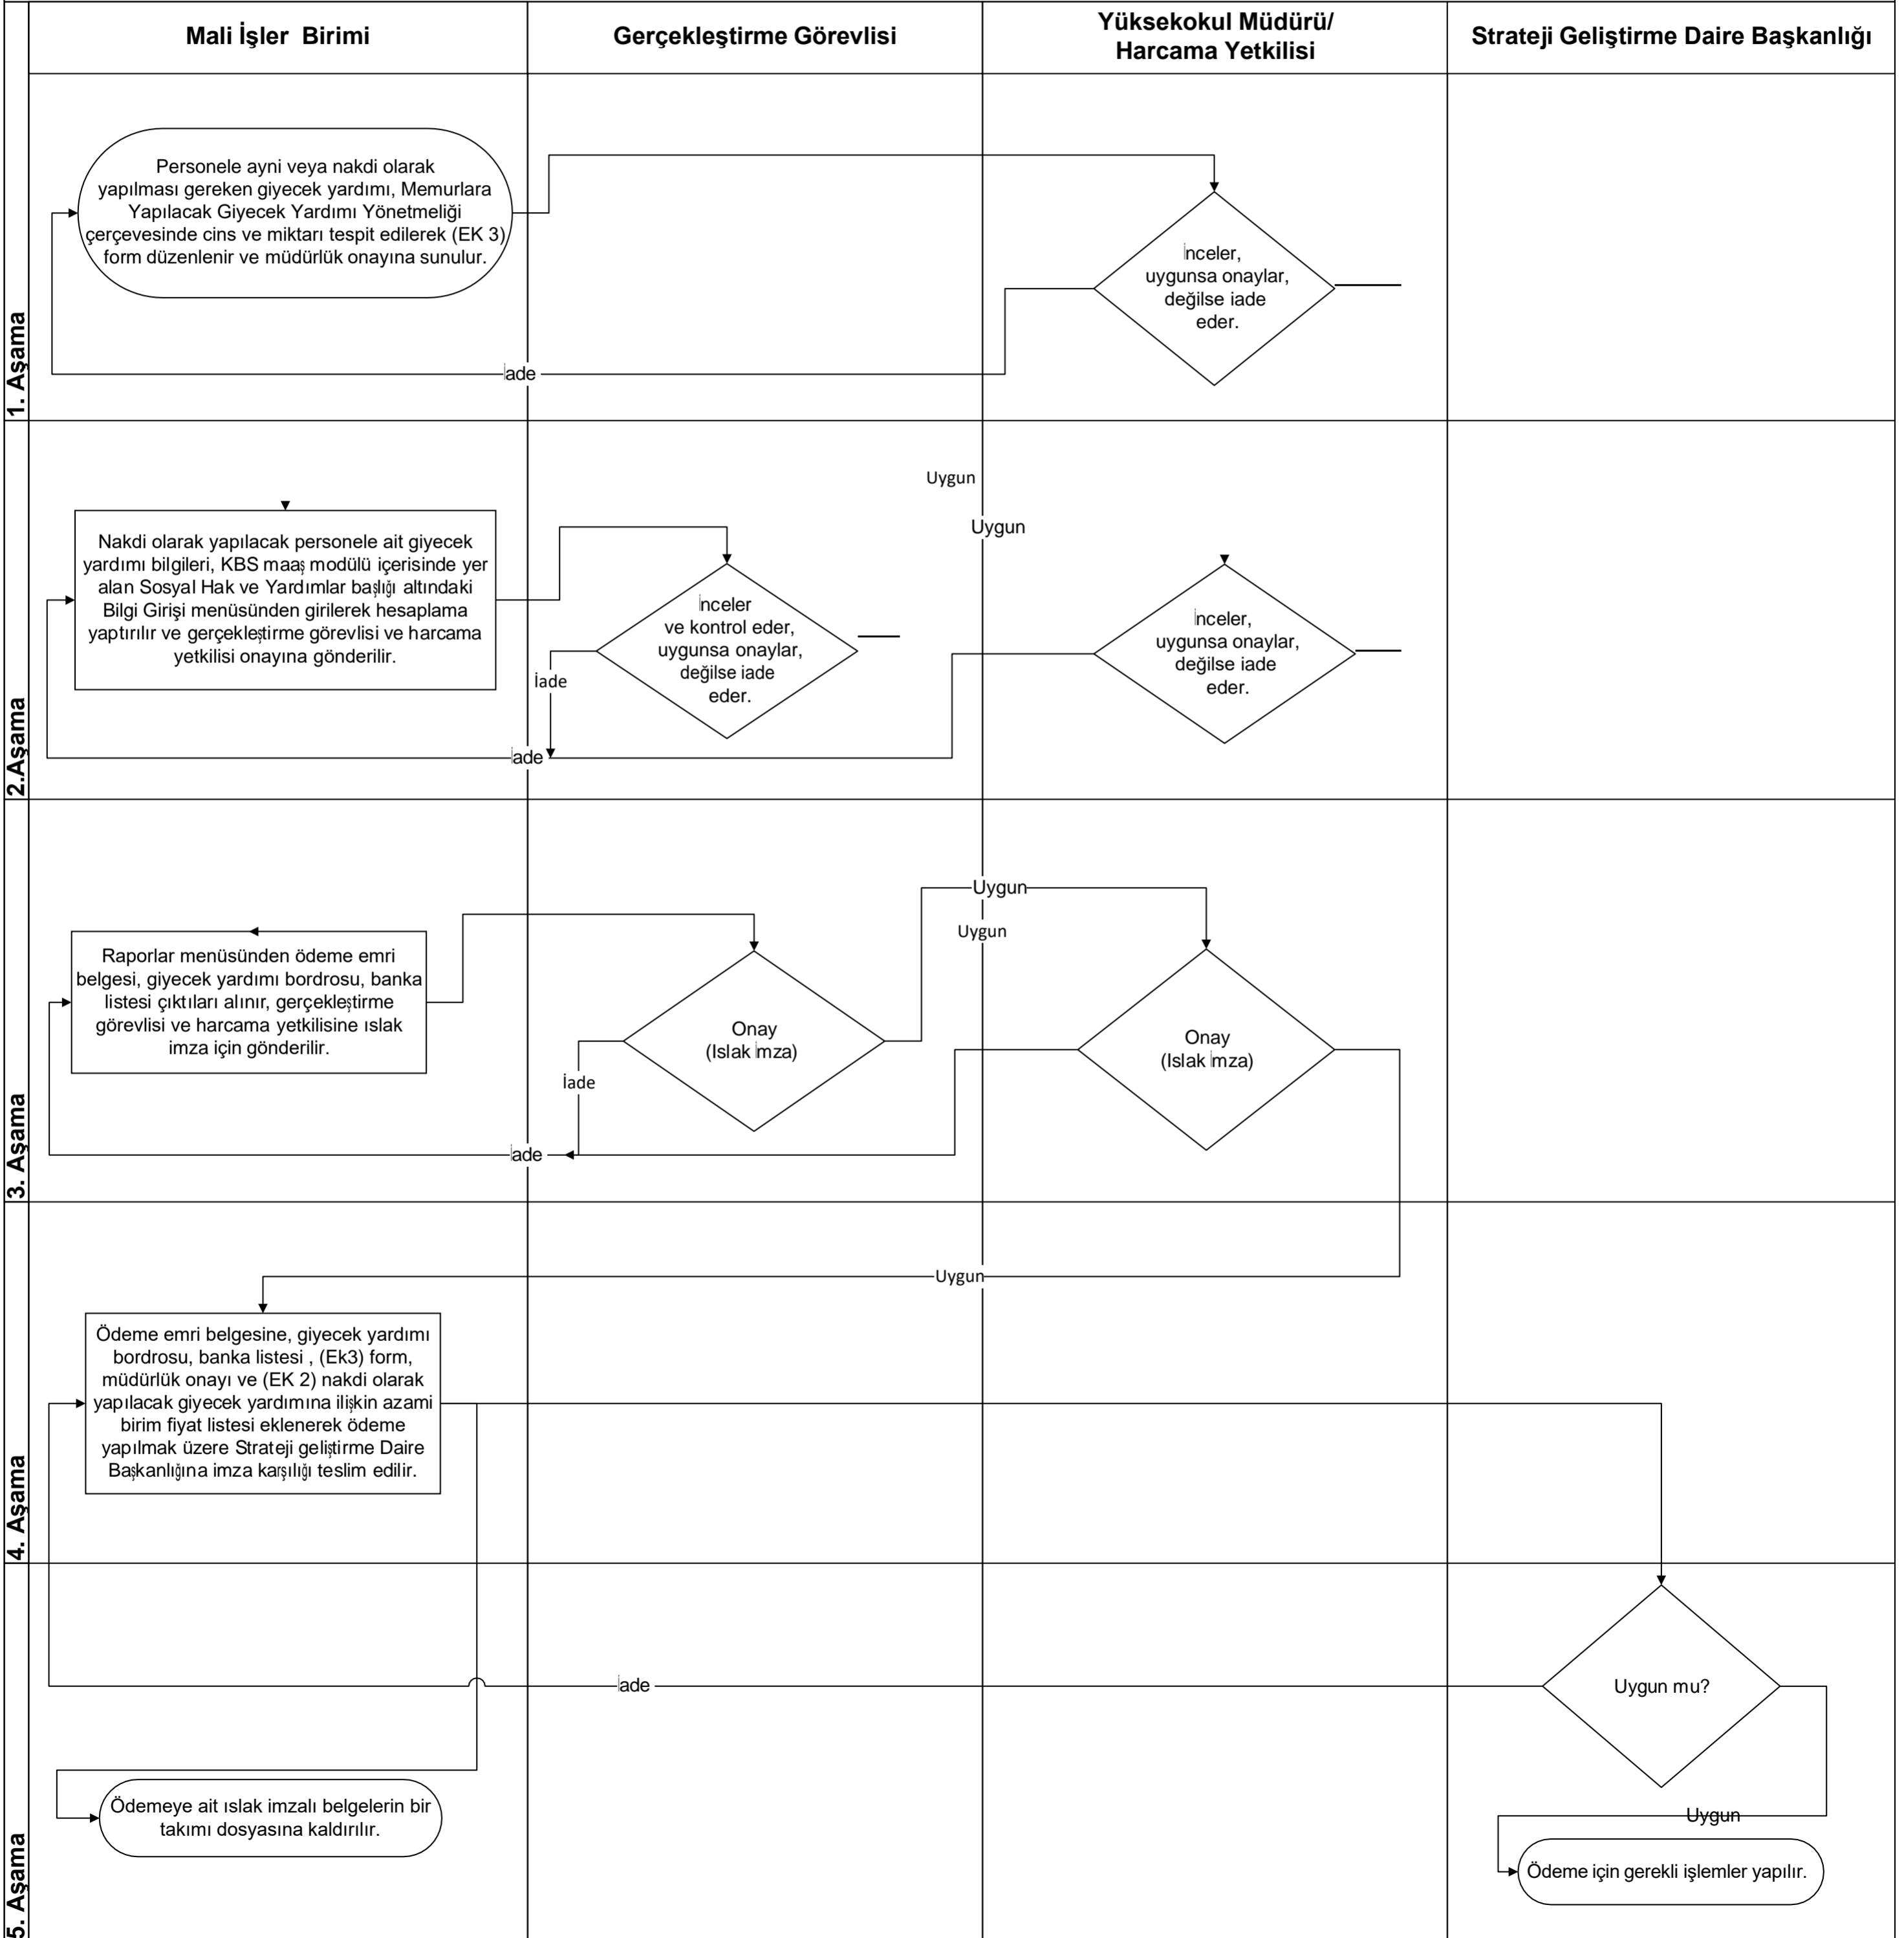 Mali İşler Birimi
Gerçekleştirme Görevlisi
Yüksekokul Müdürü/
Harcama Yetkilisi
Strateji Geliştirme Daire Başkanlığı
1. Aşama
Personele ayni veya nakdi olarak
yapılması gereken giyecek yardımı, Memurlara
Yapılacak Giyecek Yardımı Yönetmeliği
çerçevesinde cins ve miktarı tespit edilerek (EK 3)
form düzenlenir ve müdürlük onayına sunulur.
İnceler,
uygunsa onaylar,
değilse iade
eder.
İade
2.Aşama
Uygun
Uygun
Nakdi olarak yapılacak personele ait giyecek
yardımı bilgileri, KBS maaş modülü içerisinde yer
alan Sosyal Hak ve Yardımlar başlığı altındaki
Bilgi Girişi menüsünden girilerek hesaplama
yaptırılır ve gerçekleştirme görevlisi ve harcama
yetkilisi onayına gönderilir.
İnceler
ve kontrol eder,
uygunsa onaylar,
değilse iade
eder.
İnceler,
uygunsa onaylar,
değilse iade
eder.
İade
İade
3. Aşama
Uygun
Uygun
Raporlar menüsünden ödeme emri
belgesi, giyecek yardımı bordrosu, banka
listesi çıktıları alınır, gerçekleştirme
görevlisi ve harcama yetkilisine ıslak
imza için gönderilir.
Onay
(Islak İmza)
Onay
(Islak İmza)
İade
İade
4. Aşama
Uygun
Ödeme emri belgesine, giyecek yardımı
bordrosu, banka listesi , (Ek3) form,
müdürlük onayı ve (EK 2) nakdi olarak
yapılacak giyecek yardımına ilişkin azami
birim fiyat listesi eklenerek ödeme
yapılmak üzere Strateji geliştirme Daire
Başkanlığına imza karşılığı teslim edilir.
5. Aşama
Uygun mu?
İade
Ödemeye ait ıslak imzalı belgelerin bir
takımı dosyasına kaldırılır.
Uygun
Ödeme için gerekli işlemler yapılır.